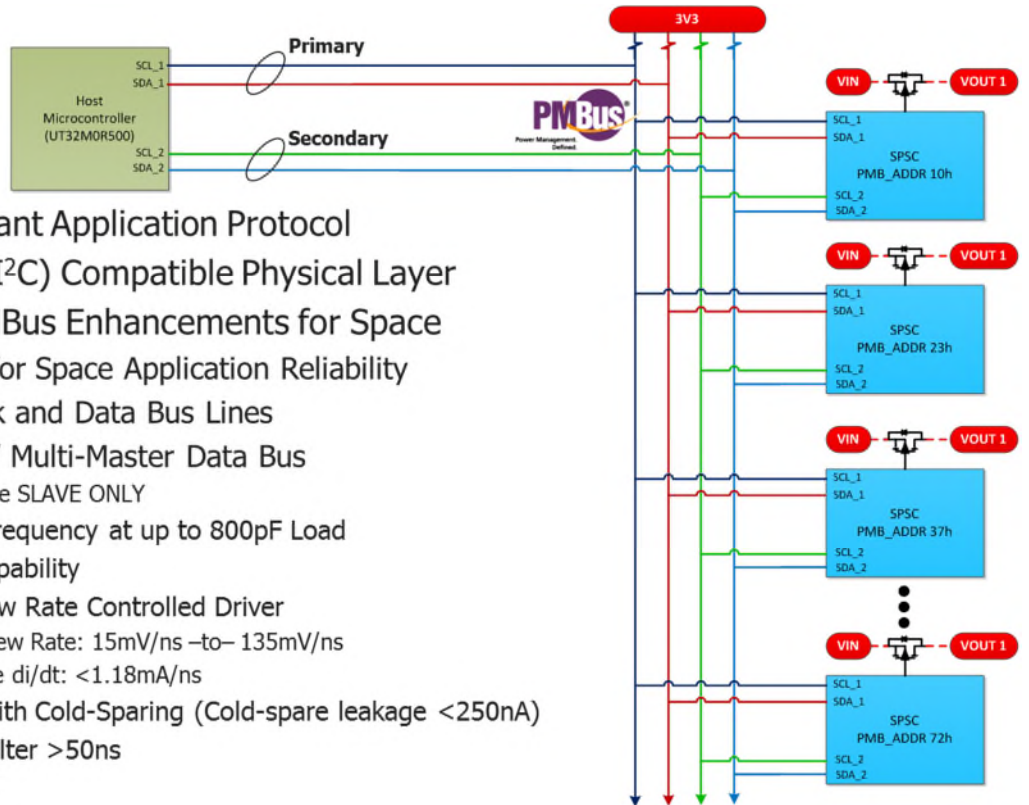 3V3
Primary
SCL_1
SDA_1
Host
Microcontroller
(UT32M0R500)
SCL_2
SDA_2
Secondary
PMBus
Power Management.
Defined.
VIN
VOUT 1
SCL_1
SDA_1
SPSC
PMB_ADDR 10h
SCL_2
SDA_2
VIN
VOUT 1
SCL_1
SDA_1
SPSC
PMB_ADDR 23h
SCL_2
SDA_2
VIN
VOUT 1
SCL_1
SDA_1
SPSC
PMB_ADDR 37h
SCL_2
SDA_2
VIN
VOUT 1
SCL_1
SDA_1
SPSC
PMB_ADDR 72h
SCL_2
SDA_2
ant Application Protocol
I²C) Compatible Physical Layer
Bus Enhancements for Space
or Space Application Reliability
k and Data Bus Lines
Multi-Master Data Bus
e SLAVE ONLY
requency at up to 800pF Load
pability
w Rate Controlled Driver
ew Rate: 15mV/ns –to– 135mV/ns
e di/dt: <1.18mA/ns
ith Cold-Sparing (Cold-spare leakage <250nA)
lter >50ns